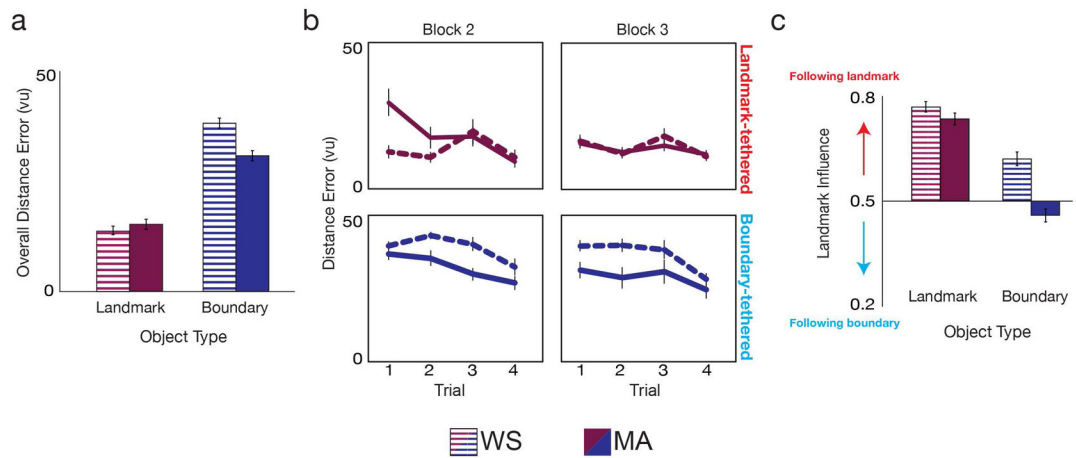 a
50
Overall Distance Error (vu)
0
Landmark
Boundary
Object Type
b
Block 2
Block 3
50
0
50
0
Distance Error (vu)
Landmark-tethered
Boundary-tethered
1 2 3 4
1 2 3 4
Trial
Trial
c
Following landmark
0.8
0.5
0.2
Landmark Influence
Following boundary
Landmark
Boundary
Object Type
WS
MA